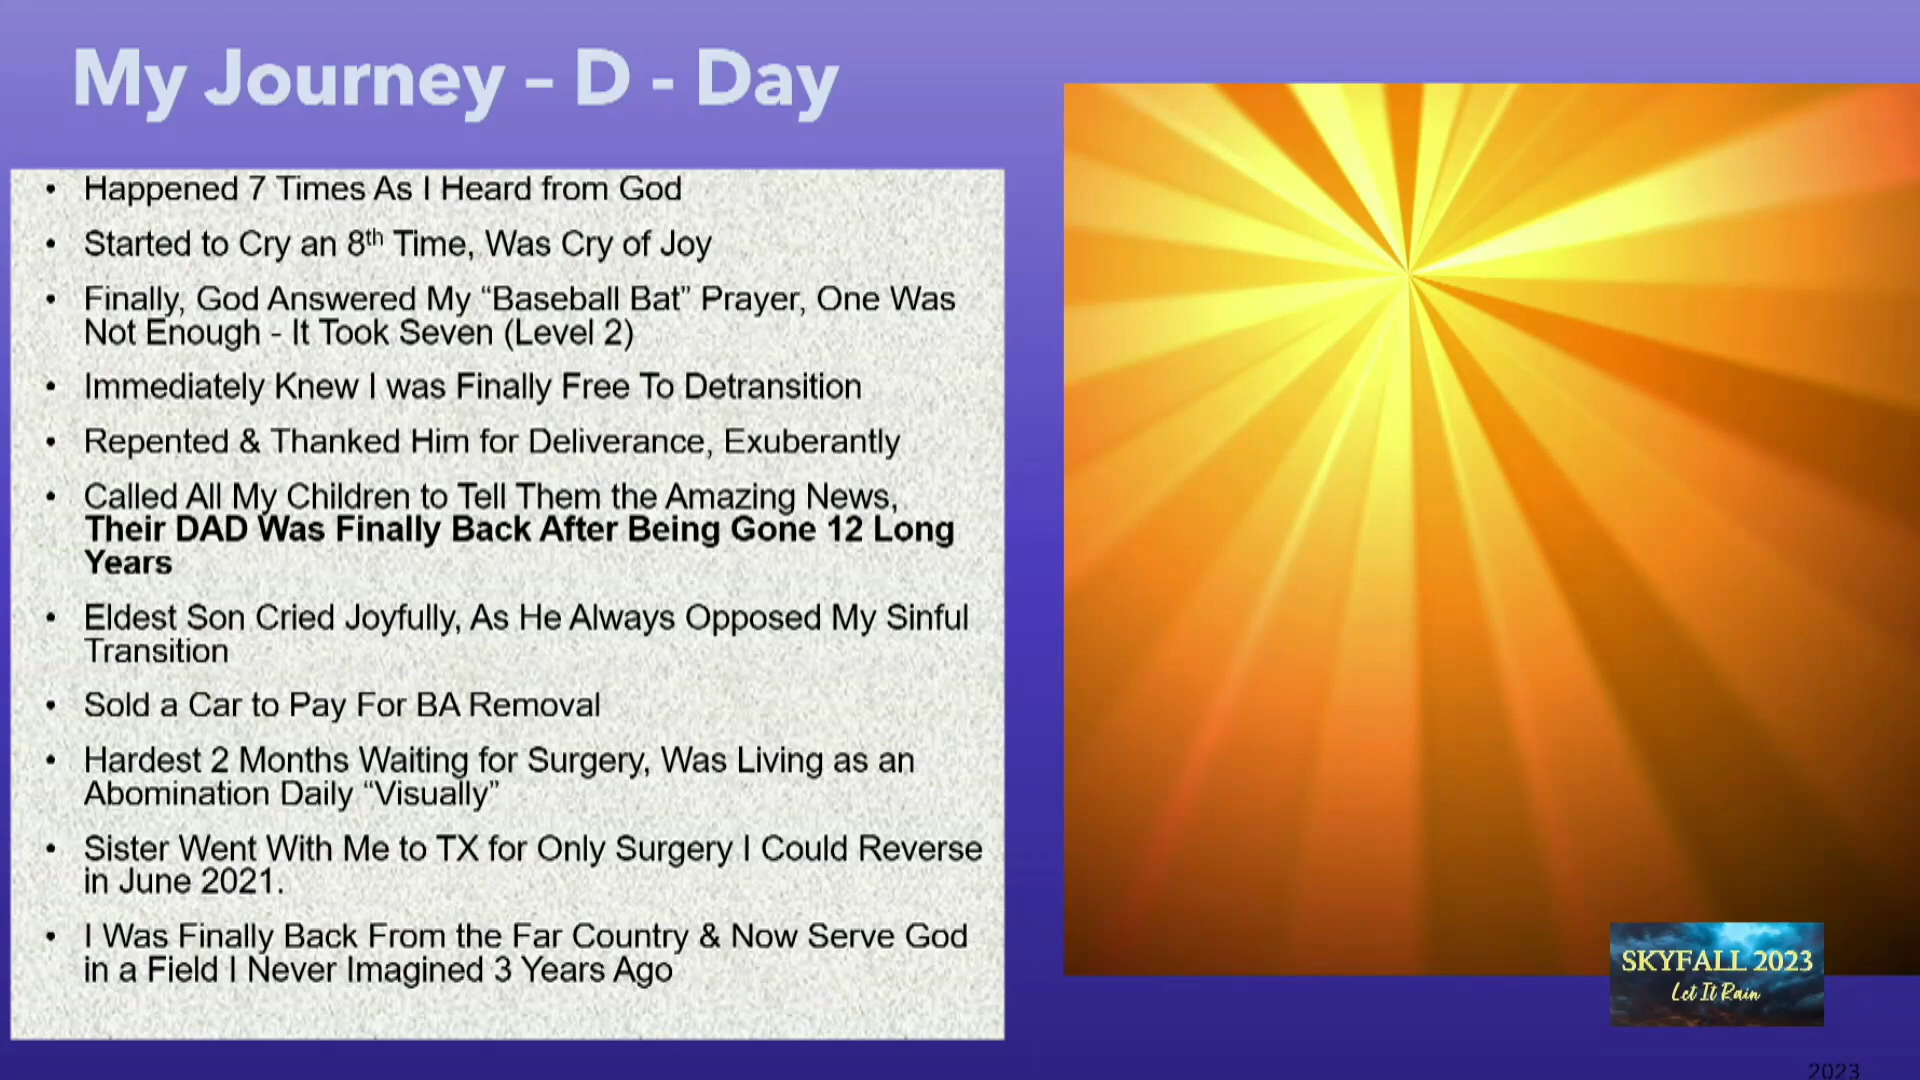 My Journey – D - Day
• Happened 7 Times As I Heard from God
• Started to Cry an 8th Time, Was Cry of Joy
• Finally, God Answered My “Baseball Bat” Prayer, One Was
Not Enough - It Took Seven (Level 2)
• Immediately Knew I was Finally Free To Detransition
• Repented & Thanked Him for Deliverance, Exuberantly
• Called All My Children to Tell Them the Amazing News,
Their DAD Was Finally Back After Being Gone 12 Long
Years
• Eldest Son Cried Joyfully, As He Always Opposed My Sinful
Transition
• Sold a Car to Pay For BA Removal
• Hardest 2 Months Waiting for Surgery, Was Living as an
Abomination Daily “Visually”
• Sister Went With Me to TX for Only Surgery I Could Reverse
in June 2021.
• I Was Finally Back From the Far Country & Now Serve God
in a Field I Never Imagined 3 Years Ago
SKYFALL 2023
Let It Rain
2023